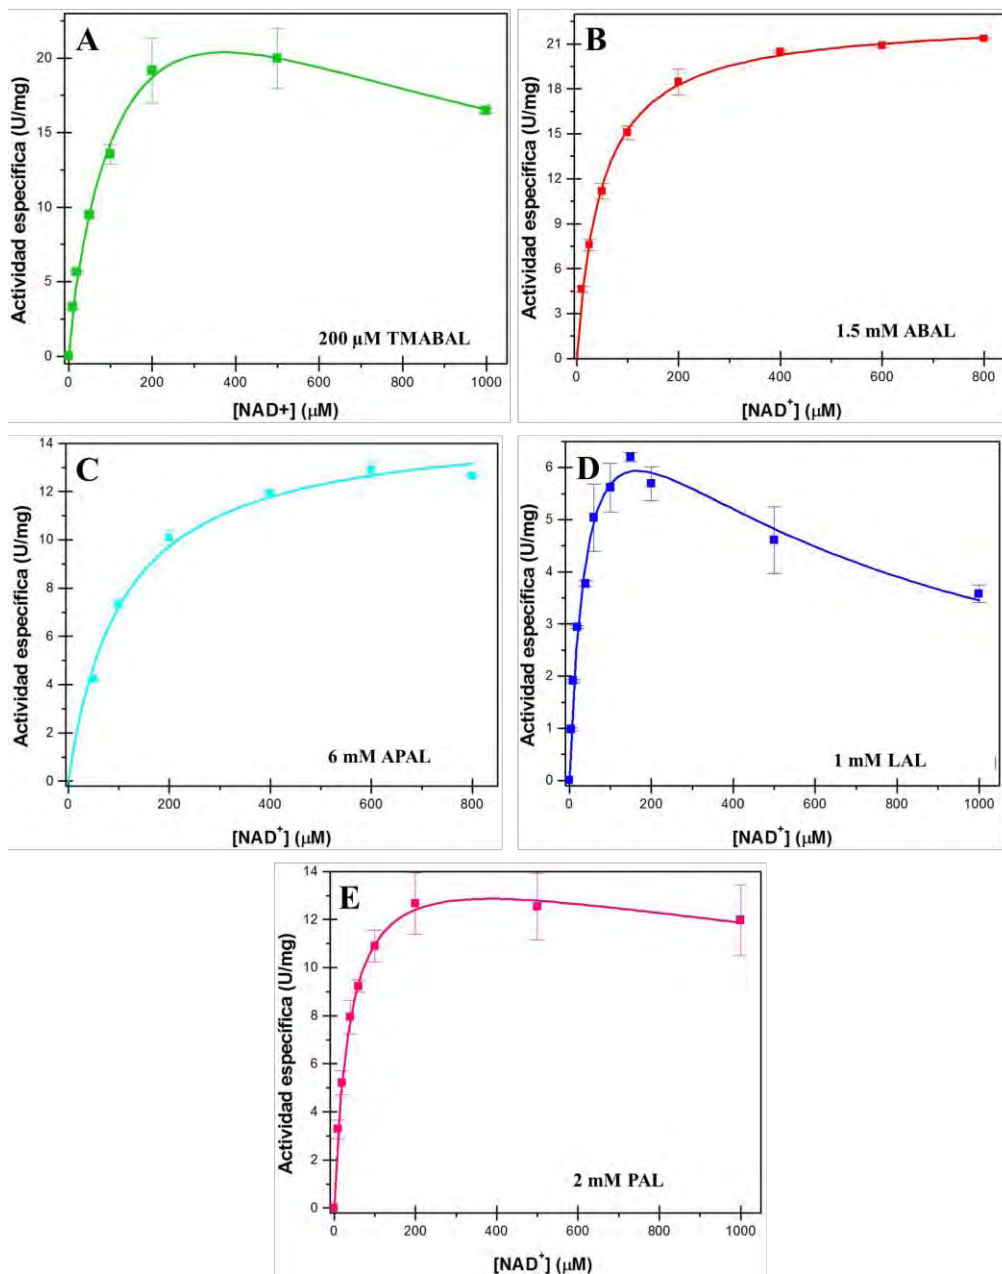 A
Actividad específica (U/mg)
20
15
10
5
0
200 µM TMABAL
0 200 400 600 800 1000
[NAD+] (µM)
B
Actividad específica (U/mg)
21
18
15
12
9
6
3
0
1.5 mM ABAL
0 200 400 600 800
[NAD+] (µM)
C
Actividad específica (U/mg)
14
12
10
8
6
4
2
0
6 mM APAL
0 200 400 600 800
[NAD+] (µM)
D
Actividad específica (U/mg)
6
5
4
3
2
1
0
1 mM LAL
0 200 400 600 800 1000
[NAD+] (µM)
E
Actividad específica (U/mg)
14
12
10
8
6
4
2
0
2 mM PAL
0 200 400 600 800 1000
[NAD+] (µM)